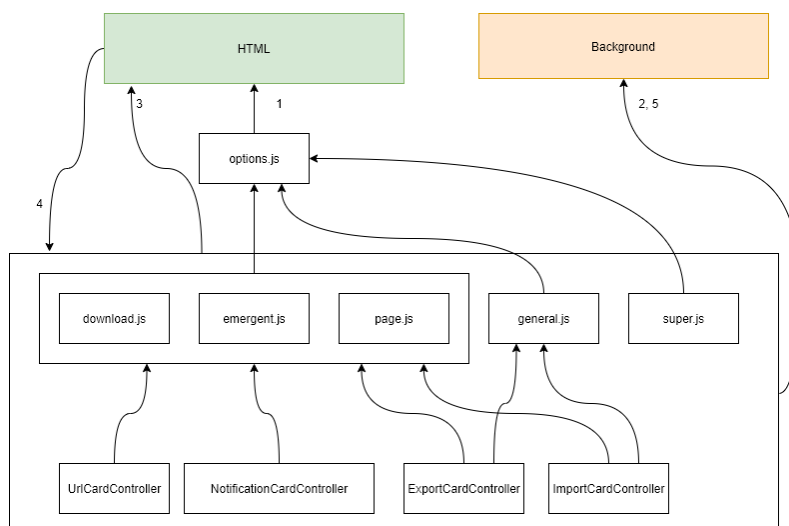 HTML
Background
3
1
2, 5
options.js
4
download.js
emergent.js
page.js
general.js
super.js
UrlCardController
NotificationCardController
ExportCardController
ImportCardController